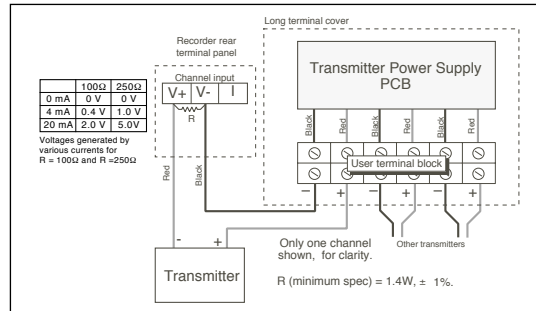 Long terminal cover
Recorder rear
terminal panel
Channel input
V+ V- I
R
Transmitter Power Supply
PCB
100Ω 250Ω
0 mA 0 V 0 V
4 mA 0.4 V 1.0 V
20 mA 2.0 V 5.0V
Voltages generated by
various currents for
R = 100Ω and R =250Ω
Black Red Black Red Black Red
User terminal block
Red
Black
− + − + − +
- +
Transmitter
Only one channel
shown, for clarity.
Other transmitters
R (minimum spec) = 1.4W, ± 1%.